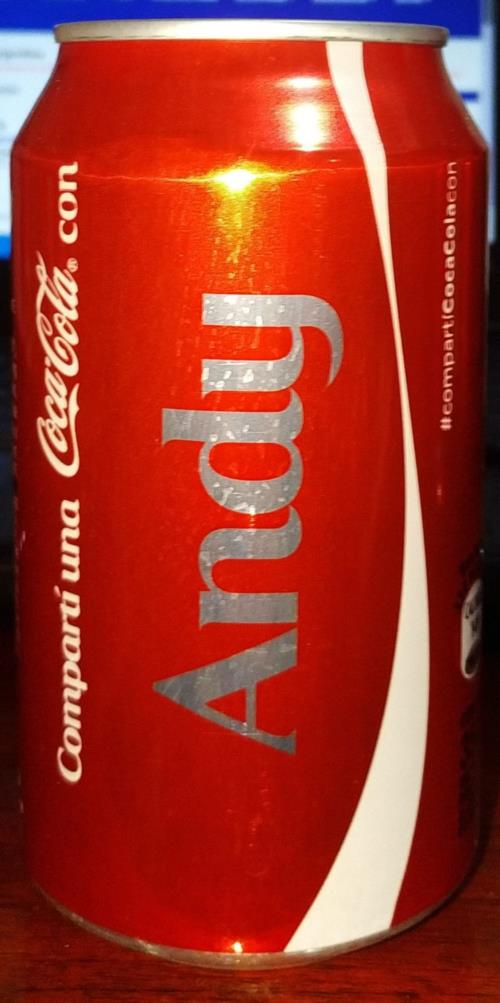 Compartí una Coca-Cola® con
Andy
#compartíCocaColacon